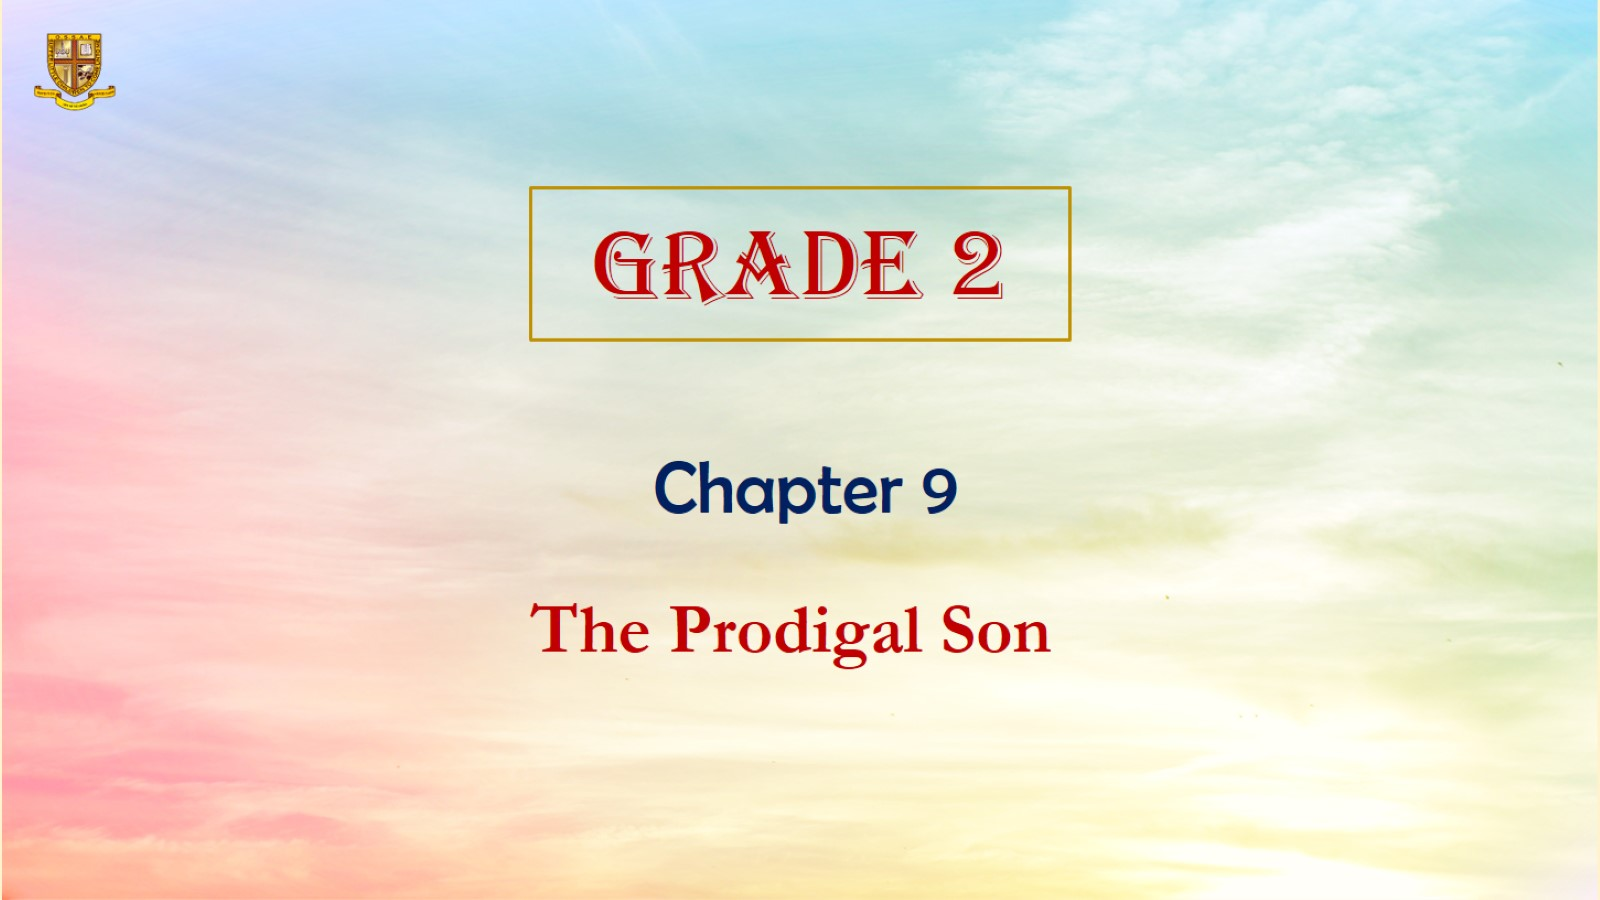 O.S.S.A.E
GRADE 2
Chapter 9
The Prodigal Son